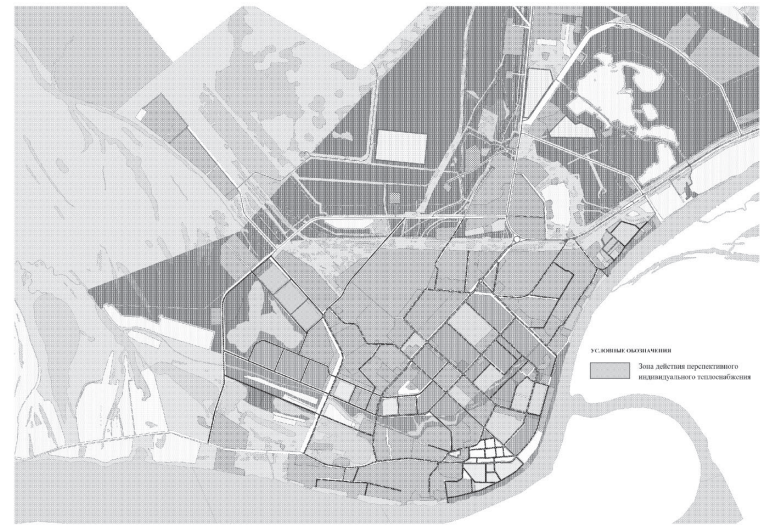 УСЛОВНЫЕ ОБОЗНАЧЕНИЯ
Зона действия перспективного
индивидуального теплоснабжения